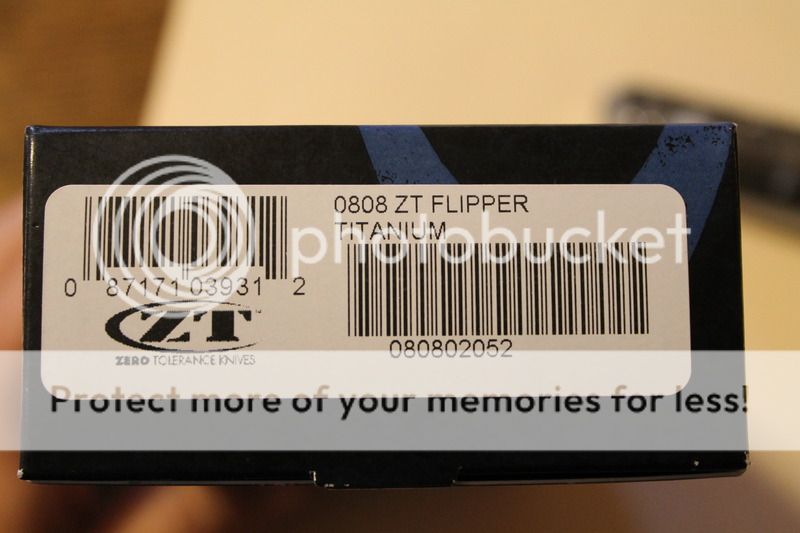 0808 ZT FLIPPER
TITANIUM
photobucket
0 87171 03931 2
080802052
ZT
ZERO TOLERANCE KNIVES
Protect more of your memories for less!